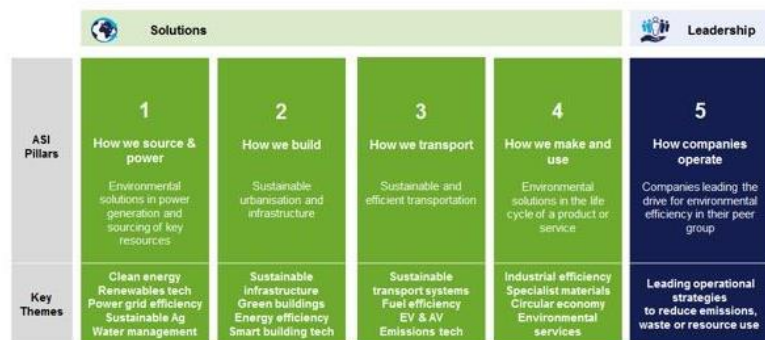 Solutions
Leadership
ASI
Pillars
1
How we source &
power
Environmental
solutions in power
generation and
sourcing of key
resources
2
How we build
Sustainable
urbanisation and
infrastructure
3
How we transport
Sustainable and
efficient transportation
4
How we make and
use
Environmental
solutions in the life
cycle of a product or
service
5
How companies
operate
Companies leading the
drive for environmental
efficiency in their peer
group
Key
Themes
Clean energy
Renewables tech
Power grid efficiency
Sustainable Ag
Water management
Sustainable
infrastructure
Green buildings
Energy efficiency
Smart building tech
Sustainable
transport systems
Fuel efficiency
EV & AV
Emissions tech
Industrial efficiency
Specialist materials
Circular economy
Environmental
services
Leading operational
strategies
to reduce emissions,
waste or resource use